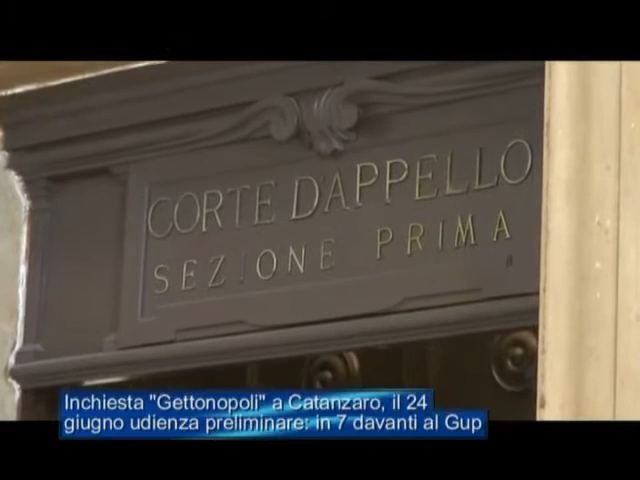 CORTE D'APPELLO
SEZIONE PRIMA
Inchiesta "Gettonopoli" a Catanzaro, il 24
giugno udienza preliminare: in 7 davanti al Gup